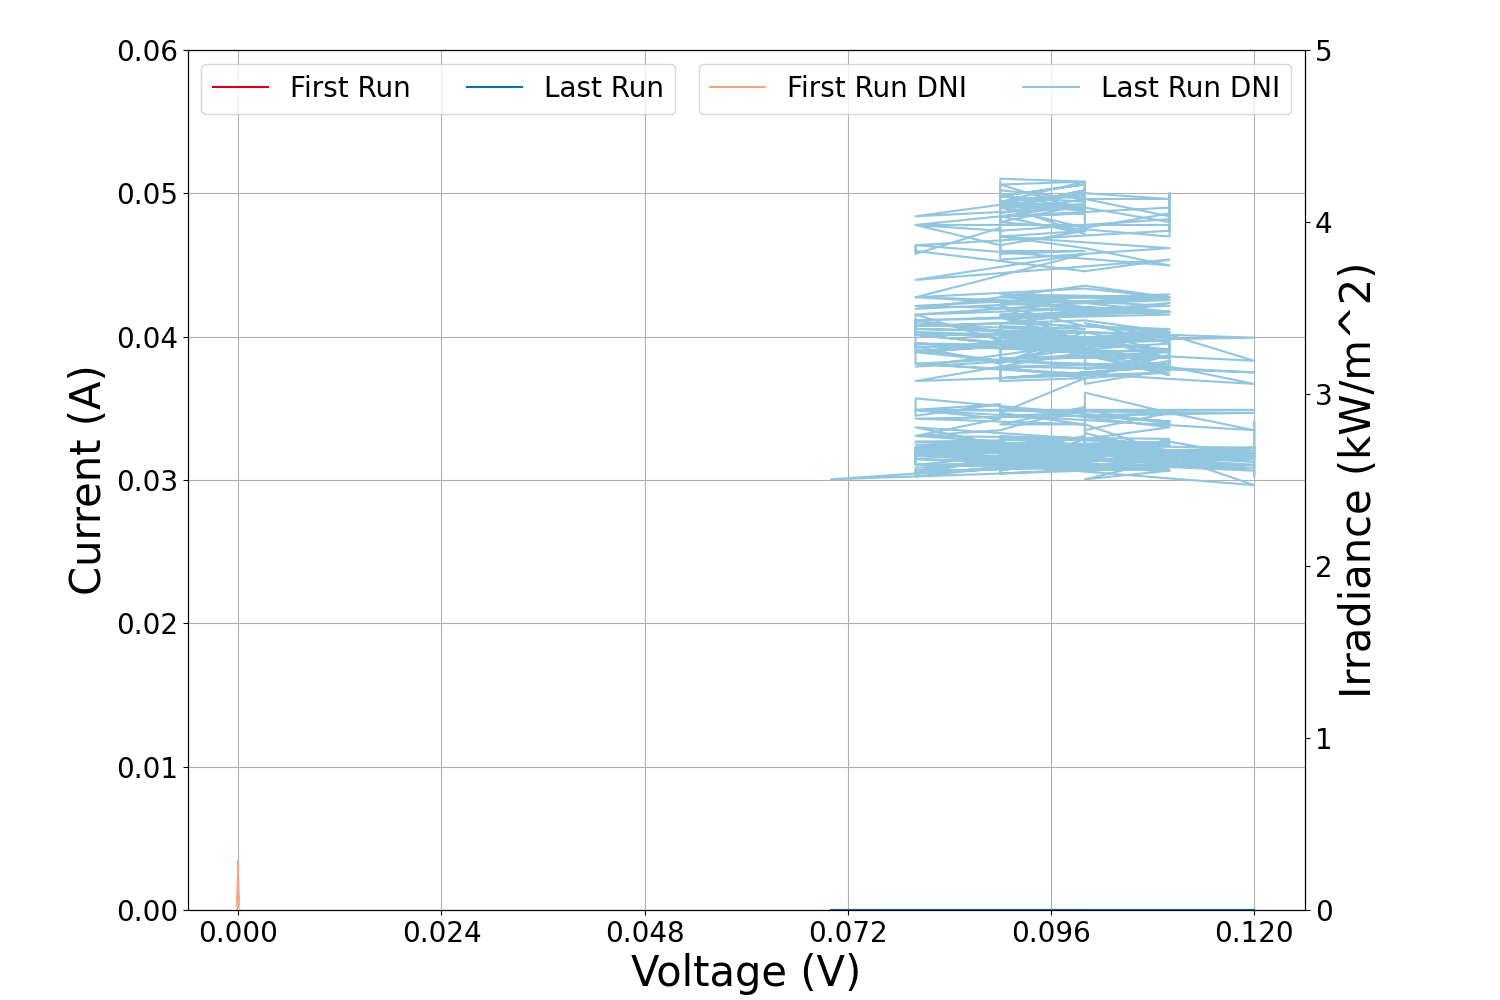 0.06
0.05
0.04
0.03
0.02
0.01
0.00
Current (A)
First Run
Last Run
First Run DNI
Last Run DNI
5
4
3
2
1
0
Irradiance (kW/m^2)
0.000
0.024
0.048
0.072
0.096
0.120
Voltage (V)